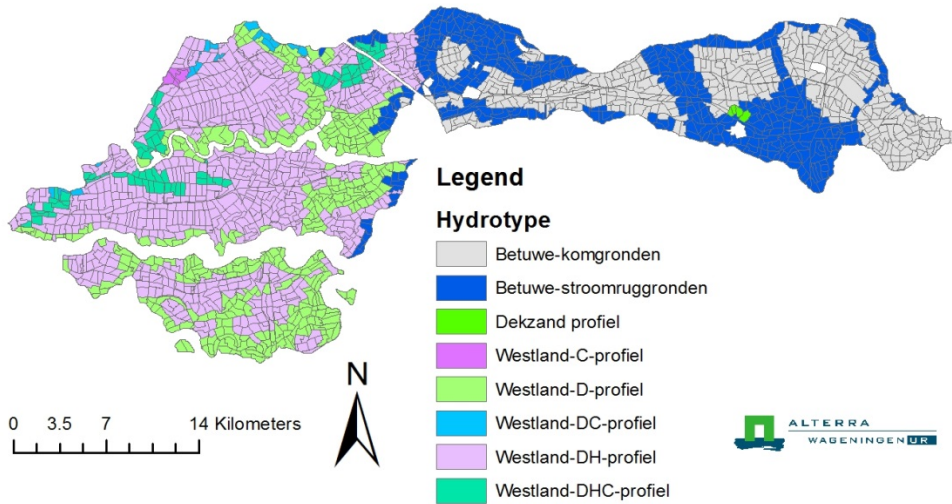 Legend
Hydrotype
Betuwe-komgronden
Betuwe-stroomruggronden
Dekzand profiel
Westland-C-profiel
Westland-D-profiel
Westland-DC-profiel
Westland-DH-profiel
Westland-DHC-profiel
N
0 3.5 7 14 Kilometers
ALTERRA
WAGENINGEN UR